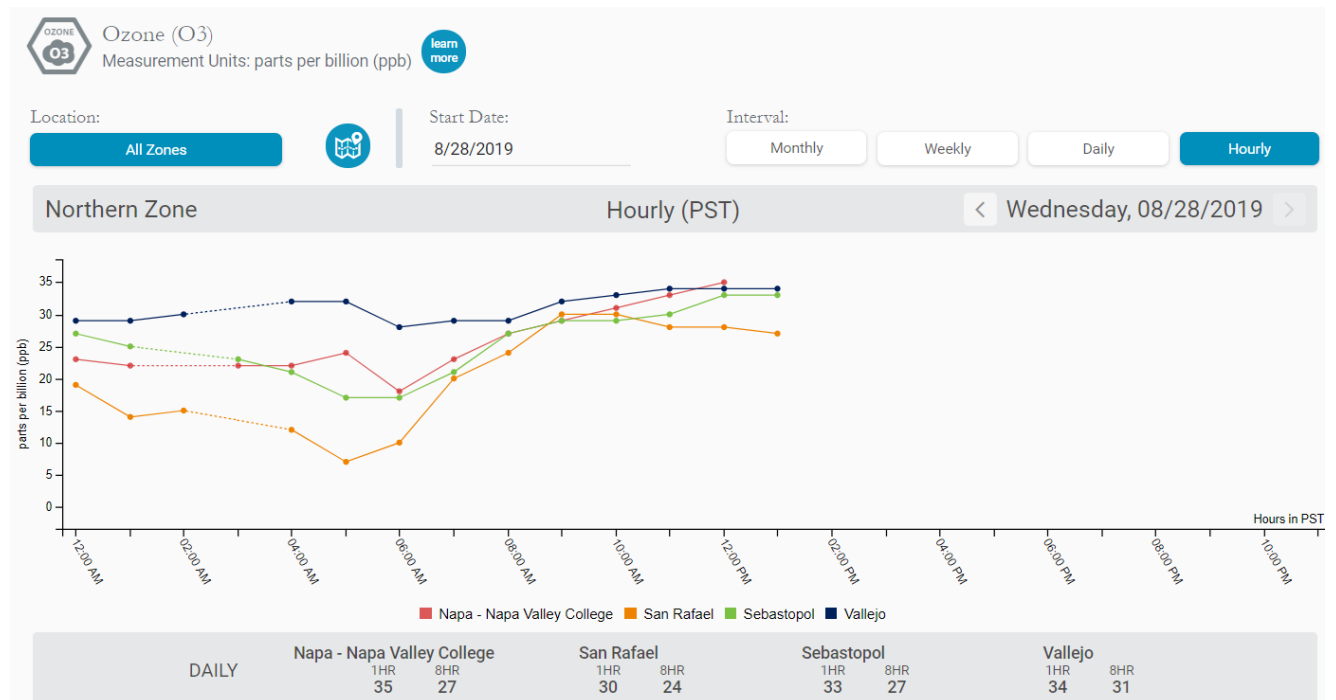 OZONE
O3
Ozone (O3)
Measurement Units: parts per billion (ppb)
learn
more
Location:
Start Date:
Interval:
All Zones
8/28/2019
Monthly
Weekly
Daily
Hourly
Northern Zone
Hourly (PST)
< Wednesday, 08/28/2019 >
parts per billion (ppb)
35
30
25
20
15
10
5
0
Hours in PST
12:00 AM
02:00 AM
04:00 AM
06:00 AM
08:00 AM
10:00 AM
12:00 PM
02:00 PM
04:00 PM
06:00 PM
08:00 PM
10:00 PM
Napa - Napa Valley College San Rafael Sebastopol Vallejo
DAILY
Napa - Napa Valley College San Rafael Sebastopol Vallejo
1HR 8HR 1HR 8HR 1HR 8HR 1HR 8HR
35 27 30 24 33 27 34 31